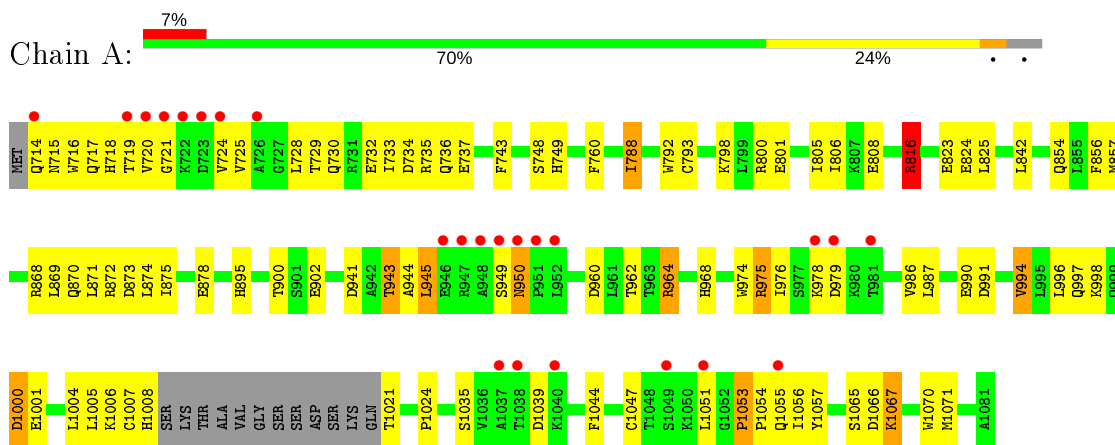 7%
Chain A:
70% 24% • •
MET Q714 N715 W716 Q717 H718 T719 V720 G721 K722 D723 V724 V725 A726 G727 L728 T729 Q730 R731 E732 I733 D734 R735 Q736 E737 F743 S748 H749 F760 I788 W792 C793 K798 L799 R800 E801 I805 I806 K807 E808 R816 E823 E824 L825 L842 Q854 L855 F856 M857
R868 L869 Q870 L871 R872 D873 L874 I875 E878 H895 T900 S901 E902 D941 A942 T943 A944 L945 E946 R947 A948 S949 N950 P951 L952 D960 L961 T962 T963 R964 H968 W974 R975 I976 S977 K978 D979 K980 T981 V986 L987 E990 D991 V994 L995 L996 Q997 K998 Q999
D1000 E1001 L1004 L1005 K1006 C1007 H1008 SER LYS THR ALA VAL GLY SER SER ASP SER LYS GLN T1021 P1024 S1035 V1036 A1037 T1038 D1039 K1040 F1044 C1047 T1048 S1049 K1050 L1051 G1052 P1053 P1054 Q1055 I1056 Y1057 S1065 D1066 K1067 W1070 M1071 A1081